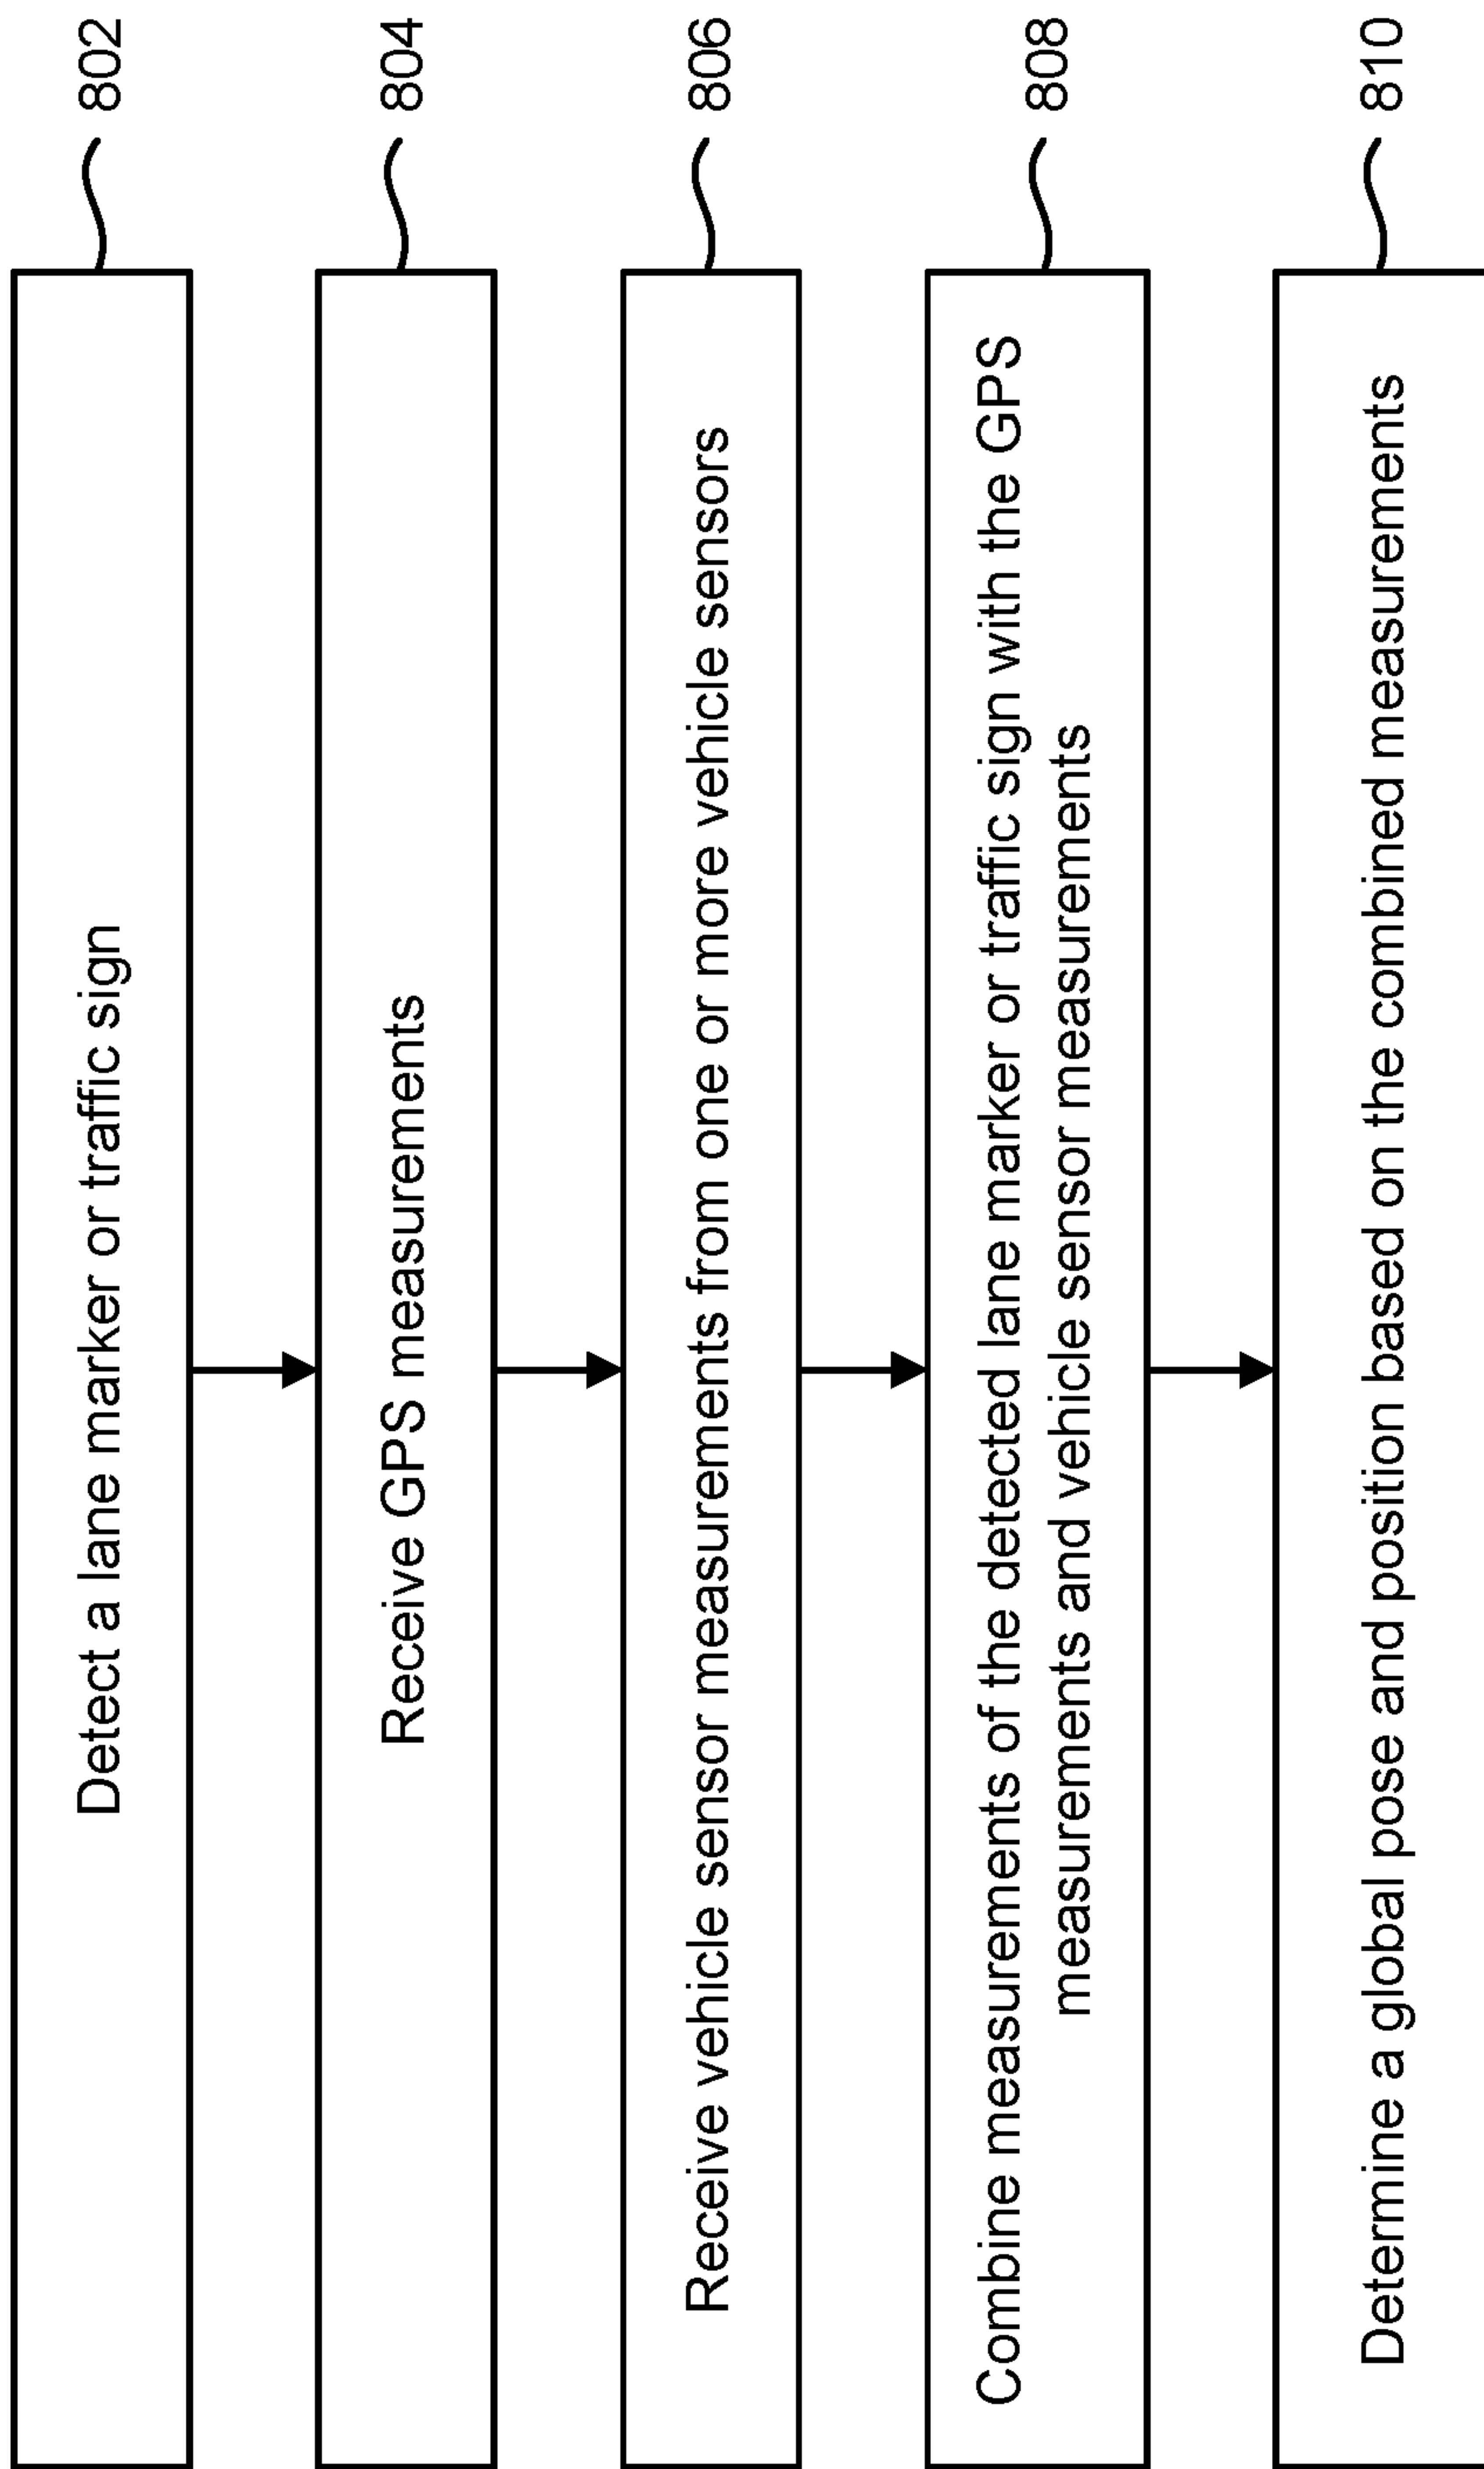 Detect a lane marker or traffic sign
802
Receive GPS measurements
804
Receive vehicle sensor measurements from one or more vehicle sensors
806
Combine measurements of the detected lane marker or traffic sign with the GPS
measurements and vehicle sensor measurements
808
Determine a global pose and position based on the combined measurements
810